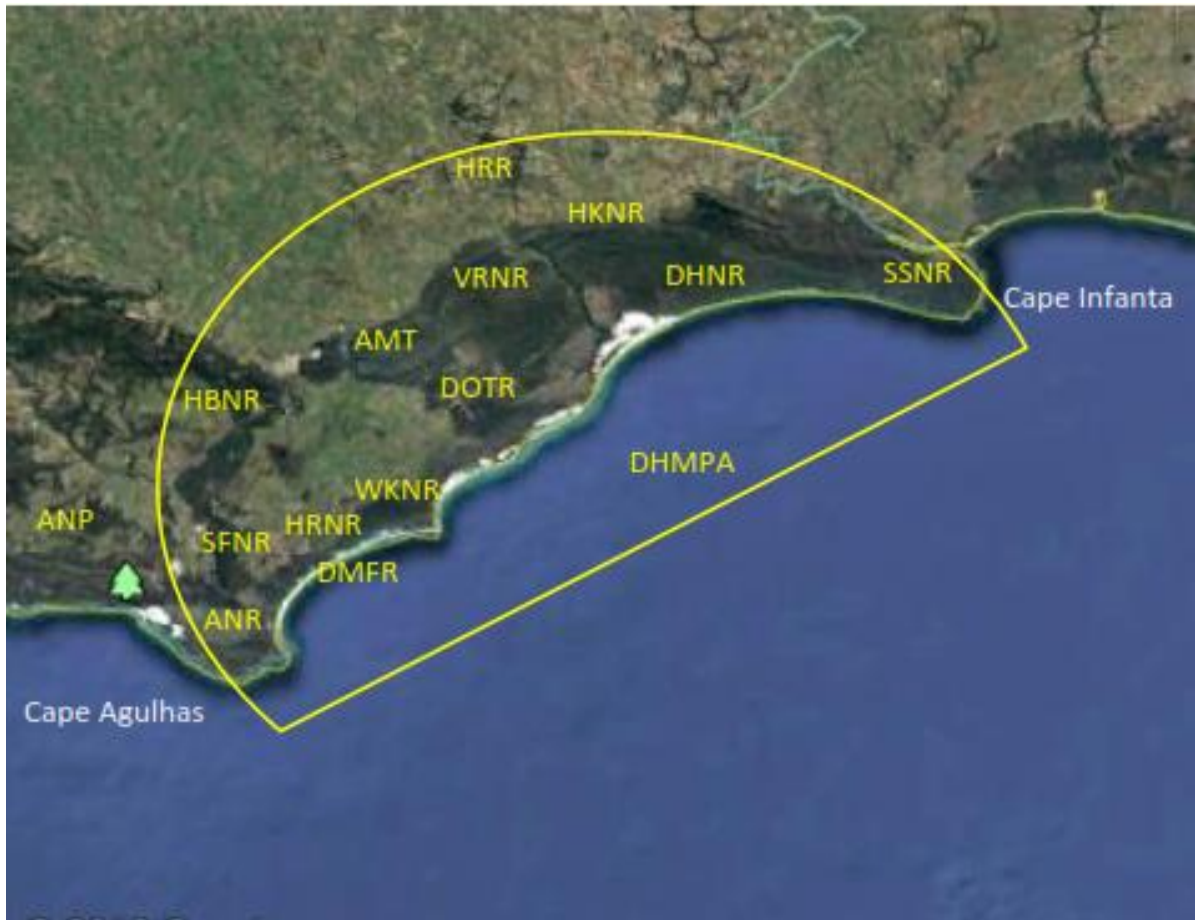 HRR
HKNR
VRNR
DHNR
SSNR
Cape Infanta
AMT
HBNR
DOTR
DHMPA
WKNR
ANP
HRNR
SFNR
DMFR
ANR
Cape Agulhas